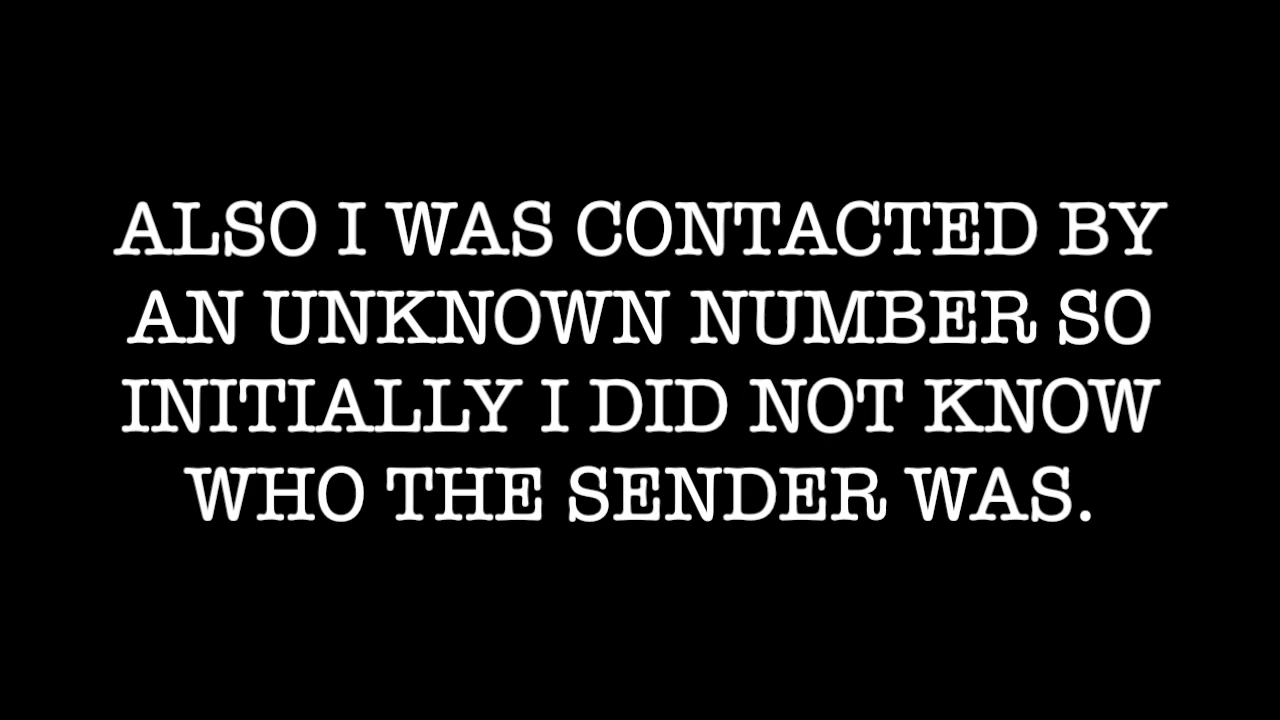 ALSO I WAS CONTACTED BY
AN UNKNOWN NUMBER SO
INITIALLY I DID NOT KNOW
WHO THE SENDER WAS.